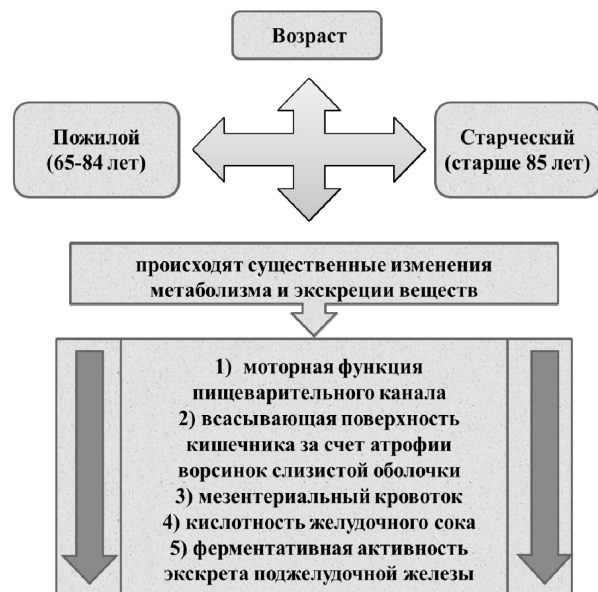 Возраст
Пожилой
(65-84 лет)
Старческий
(старше 85 лет)
происходят существенные изменения
метаболизма и экскреции веществ
1) моторная функция
пищеварительного канала
2) всасывающая поверхность
кишечника за счет атрофии
ворсинок слизистой оболочки
3) мезентериальный кровоток
4) кислотность желудочного сока
5) ферментативная активность
экскрета поджелудочной железы